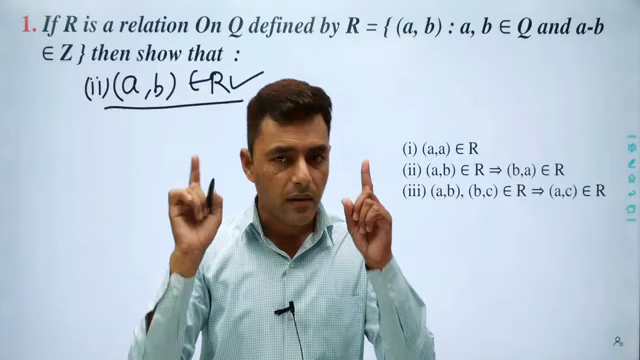 1. If R is a relation On Q defined by R = { (a, b) : a, b ∈ Q and a-b
∈ Z } then show that :
(ii) (a,b) ∈ R✓
(i) (a,a) ∈ R
(ii) (a,b) ∈ R ⇒ (b,a) ∈ R
(iii) (a,b), (b,c) ∈ R ⇒ (a,c) ∈ R